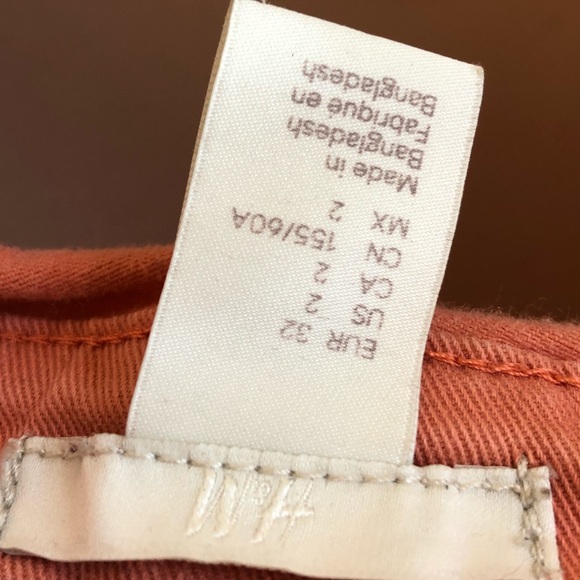 EUR 32
US 2
CA 2
CN 155/60A
MX 2
Made in
Bangladesh
Fabriqué en
Bangladesh
H&M